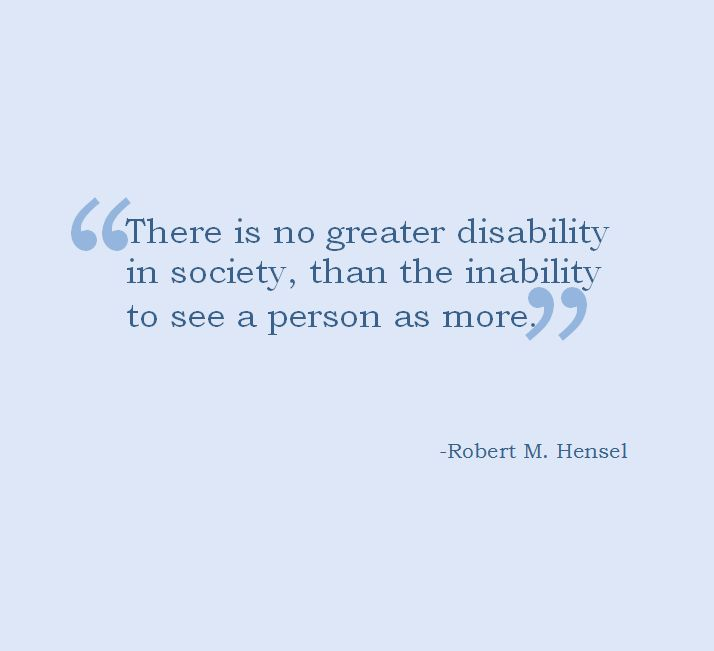 “There is no greater disability
in society, than the inability
to see a person as more.”
-Robert M. Hensel